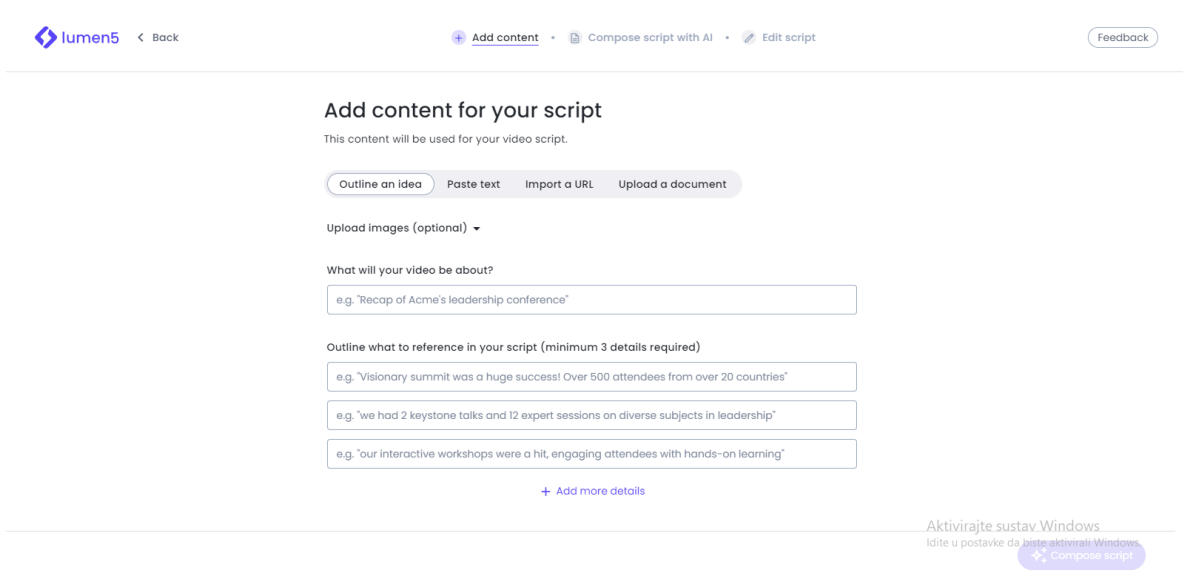 lumen5
Back
Add content • Compose script with AI • Edit script
Feedback
Add content for your script
This content will be used for your video script.
Outline an idea Paste text Import a URL Upload a document
Upload images (optional)
What will your video be about?
e.g. "Recap of Acme's leadership conference"
Outline what to reference in your script (minimum 3 details required)
e.g. "Visionary summit was a huge success! Over 500 attendees from over 20 countries"
e.g. "we had 2 keystone talks and 12 expert sessions on diverse subjects in leadership"
e.g. "our interactive workshops were a hit, engaging attendees with hands-on learning"
+ Add more details
Aktivirajte sustav Windows
Idite u postavke da biste aktivirali Windows.
Compose script